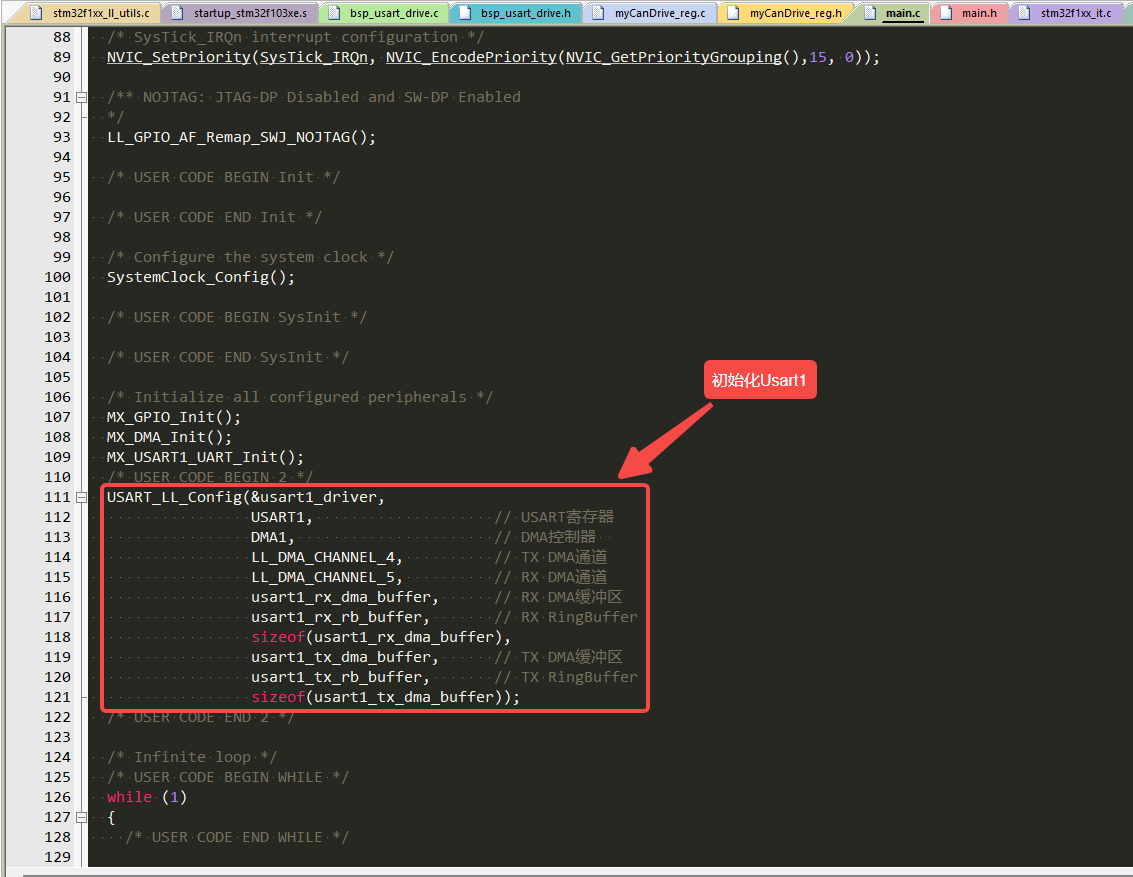 stm32f1xx_ll_utils.c startup_stm32f103xe.s bsp_usart_drive.c bsp_usart_drive.h myCanDrive_reg.c myCanDrive_reg.h main.c main.h stm32f1xx_it.c
88 /* SysTick_IRQn interrupt configuration */
89 NVIC_SetPriority(SysTick_IRQn, NVIC_EncodePriority(NVIC_GetPriorityGrouping(),15, 0));
90
91 /** NOJTAG: JTAG-DP Disabled and SW-DP Enabled
92 */
93 LL_GPIO_AF_Remap_SWJ_NOJTAG();
94
95 /* USER CODE BEGIN Init */
96
97 /* USER CODE END Init */
98
99 /* Configure the system clock */
100 SystemClock_Config();
101
102 /* USER CODE BEGIN SysInit */
103
104 /* USER CODE END SysInit */
105
106 /* Initialize all configured peripherals */
107 MX_GPIO_Init();
108 MX_DMA_Init();
109 MX_USART1_UART_Init();
110 /* USER CODE BEGIN 2 */
初始化Usart1
111 USART_LL_Config(&usart1_driver,
112 USART1, // USART寄存器
113 DMA1, // DMA控制器
114 LL_DMA_CHANNEL_4, // TX DMA通道
115 LL_DMA_CHANNEL_5, // RX DMA通道
116 usart1_rx_dma_buffer, // RX DMA缓冲区
117 usart1_rx_rb_buffer, // RX RingBuffer
118 sizeof(usart1_rx_dma_buffer),
119 usart1_tx_dma_buffer, // TX DMA缓冲区
120 usart1_tx_rb_buffer, // TX RingBuffer
121 sizeof(usart1_tx_dma_buffer));
122 /* USER CODE END 2 */
123
124 /* Infinite loop */
125 /* USER CODE BEGIN WHILE */
126 while (1)
127 {
128 /* USER CODE END WHILE */
129